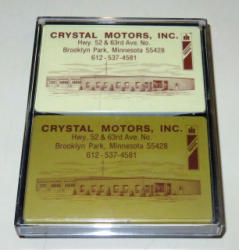 CRYSTAL MOTORS, INC.
Hwy. 52 & 63rd Ave. No.
Brooklyn Park, Minnesota 55428
612-537-4581
CRYSTAL MOTORS, INC.
Hwy. 52 & 63rd Ave. No.
Brooklyn Park, Minnesota 55428
612-537-4581